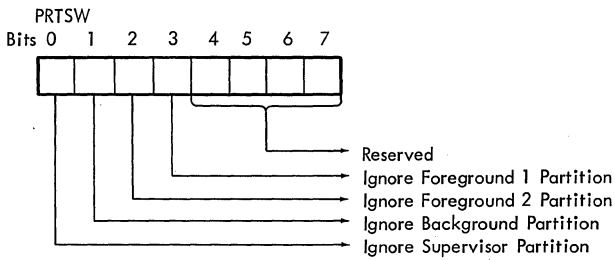 PRTSW
Bits 0 1 2 3 4 5 6 7
Reserved
Ignore Foreground 1 Partition
Ignore Foreground 2 Partition
Ignore Background Partition
Ignore Supervisor Partition